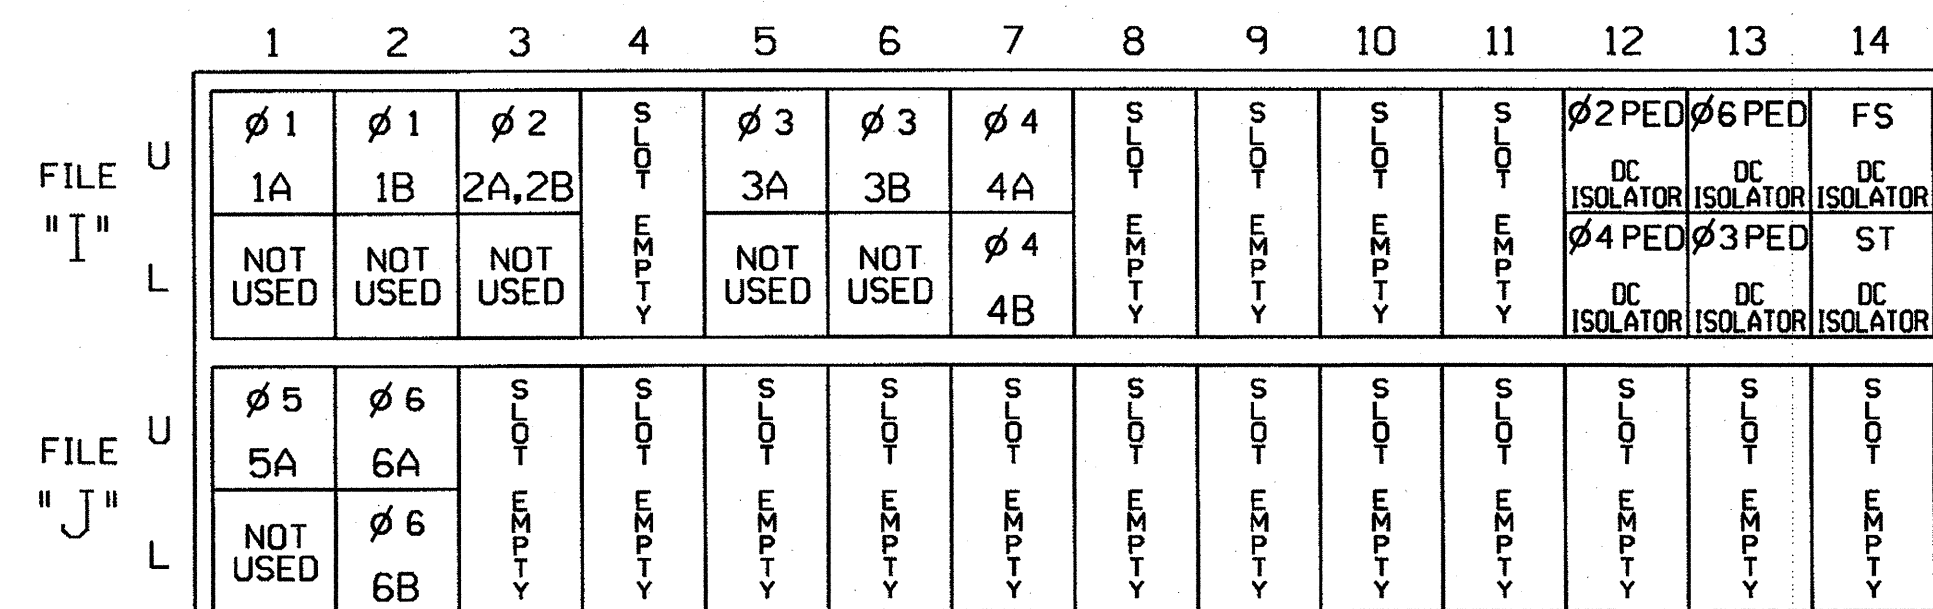 1 2 3 4 5 6 7 8 9 10 11 12 13 14
FILE "I"
U
Ø 1 Ø 1 Ø 2 SLOT EMPTY Ø 3 Ø 3 Ø 4 SLOT EMPTY SLOT EMPTY SLOT EMPTY SLOT EMPTY Ø2 PED Ø6 PED FS
1A 1B 2A,2B 3A 3B 4A DC ISOLATOR DC ISOLATOR DC ISOLATOR
L
NOT USED NOT USED NOT USED NOT USED NOT USED Ø 4 Ø4 PED Ø3 PED ST
4B DC ISOLATOR DC ISOLATOR DC ISOLATOR
FILE "J"
U
Ø 5 Ø 6 SLOT EMPTY SLOT EMPTY SLOT EMPTY SLOT EMPTY SLOT EMPTY SLOT EMPTY SLOT EMPTY SLOT EMPTY SLOT EMPTY SLOT EMPTY SLOT EMPTY SLOT EMPTY
5A 6A
L
NOT USED Ø 6
6B